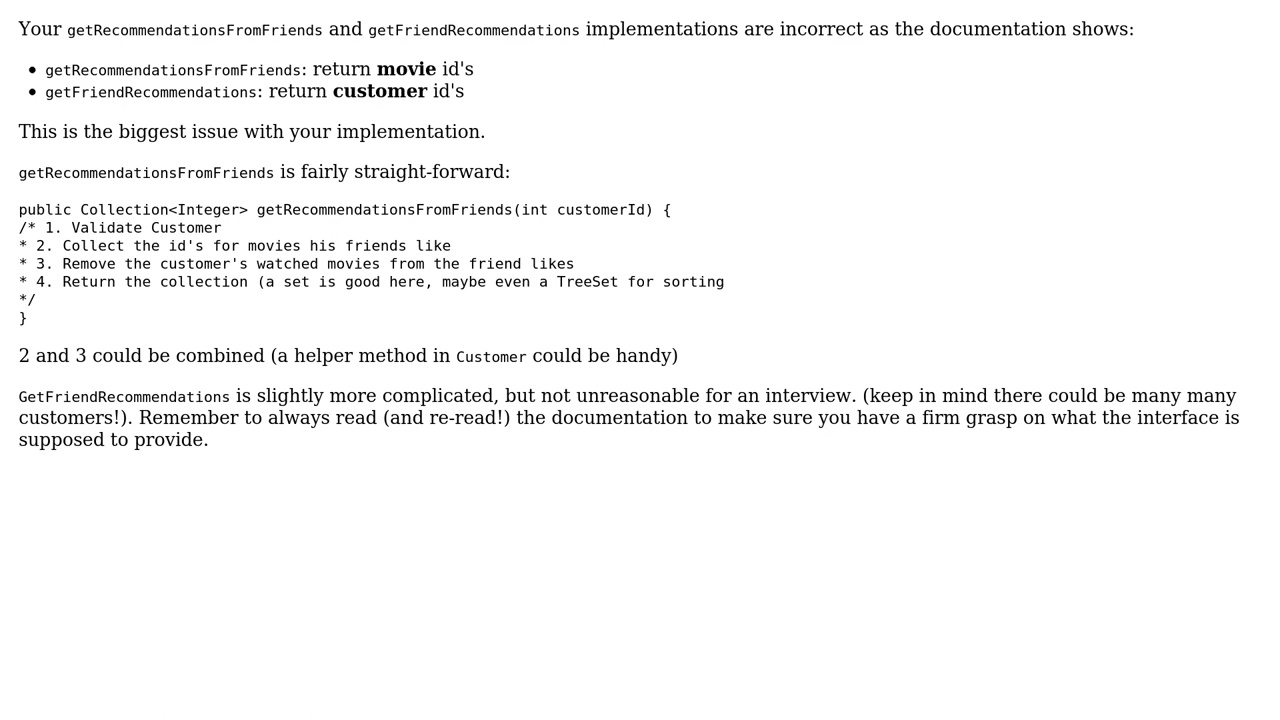 Your getRecommendationsFromFriends and getFriendRecommendations implementations are incorrect as the documentation shows:
• getRecommendationsFromFriends: return movie id's
• getFriendRecommendations: return customer id's
This is the biggest issue with your implementation.
getRecommendationsFromFriends is fairly straight-forward:
public Collection<Integer> getRecommendationsFromFriends(int customerId) {
/* 1. Validate Customer
* 2. Collect the id's for movies his friends like
* 3. Remove the customer's watched movies from the friend likes
* 4. Return the collection (a set is good here, maybe even a TreeSet for sorting
*/
}
2 and 3 could be combined (a helper method in Customer could be handy)
GetFriendRecommendations is slightly more complicated, but not unreasonable for an interview. (keep in mind there could be many many
customers!). Remember to always read (and re-read!) the documentation to make sure you have a firm grasp on what the interface is
supposed to provide.